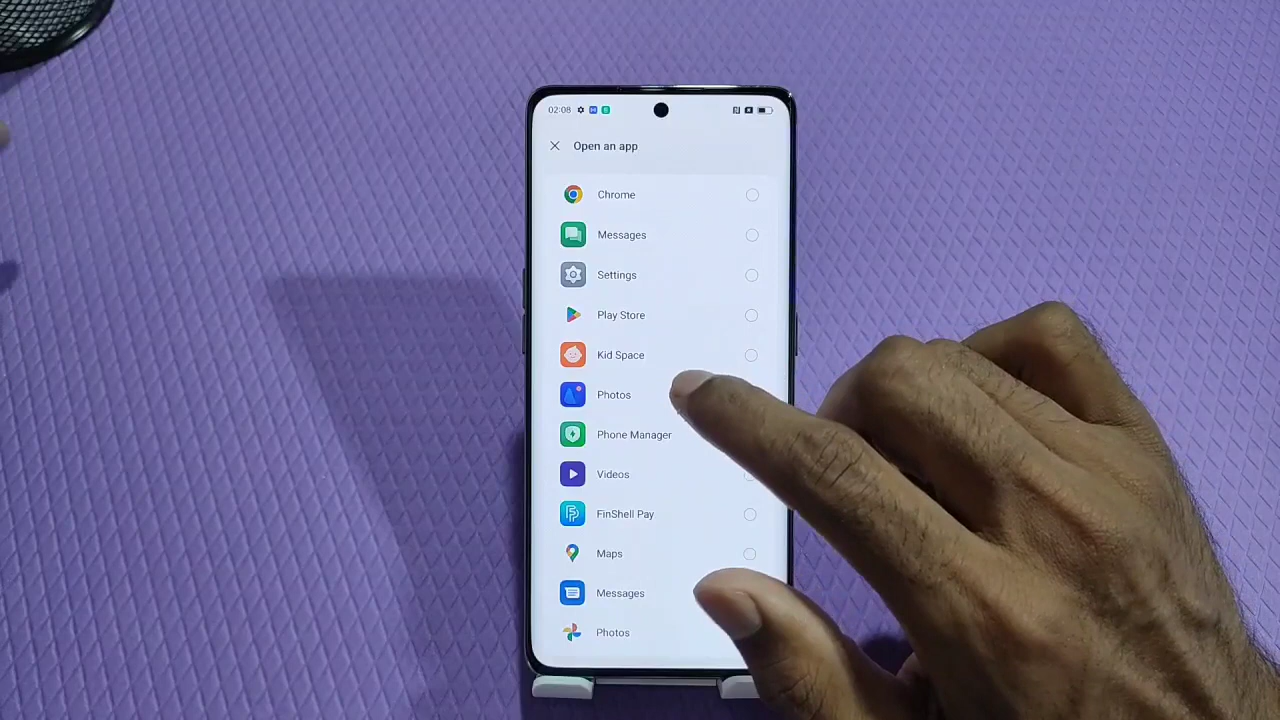 02:08
Open an app
Chrome
Messages
Settings
Play Store
Kid Space
Photos
Phone Manager
Videos
FinShell Pay
Maps
Messages
Photos